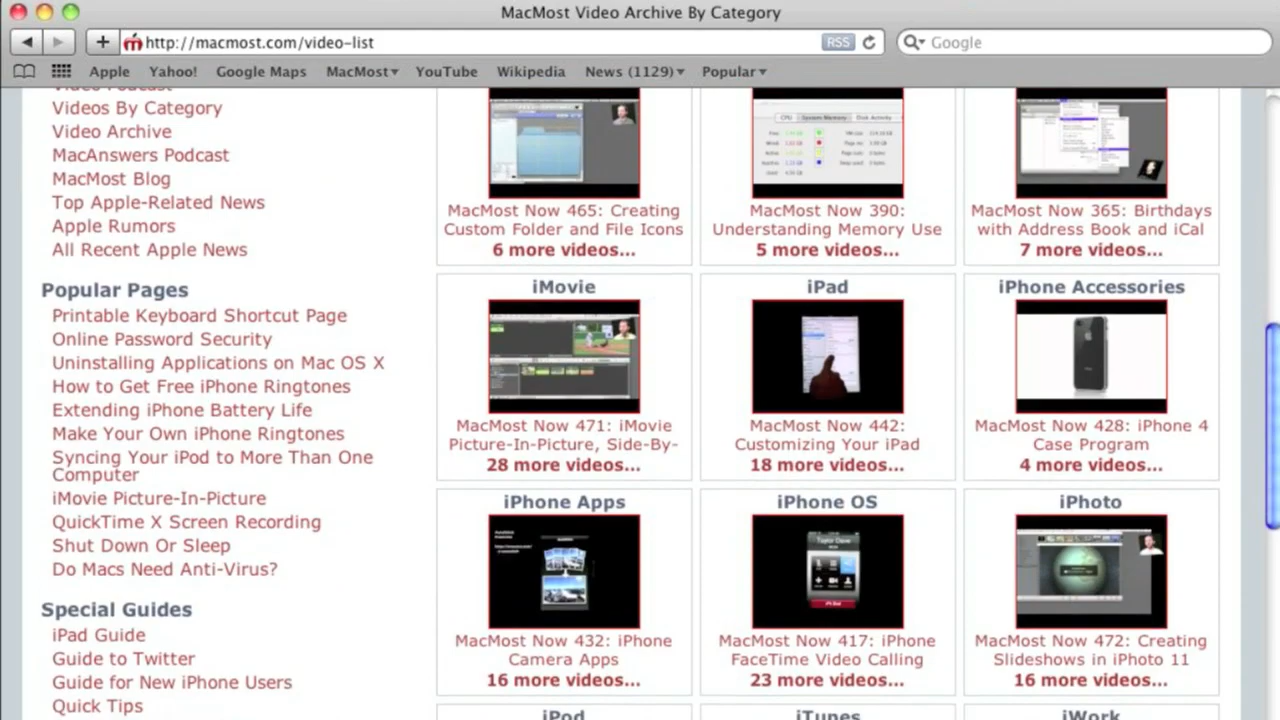 MacMost Video Archive By Category
http://macmost.com/video-list
RSS
Google
Apple
Yahoo!
Google Maps
MacMost▾
YouTube
Wikipedia
News (1129)▾
Popular▾
Video Podcast
Videos By Category
Video Archive
MacAnswers Podcast
MacMost Blog
Top Apple-Related News
Apple Rumors
All Recent Apple News
Popular Pages
Printable Keyboard Shortcut Page
Online Password Security
Uninstalling Applications on Mac OS X
How to Get Free iPhone Ringtones
Extending iPhone Battery Life
Make Your Own iPhone Ringtones
Syncing Your iPod to More Than One
Computer
iMovie Picture-In-Picture
QuickTime X Screen Recording
Shut Down Or Sleep
Do Macs Need Anti-Virus?
Special Guides
iPad Guide
Guide to Twitter
Guide for New iPhone Users
Quick Tips
MacMost Now 465: Creating
Custom Folder and File Icons
6 more videos...
CPU
System Memory
Disk Activity
MacMost Now 390:
Understanding Memory Use
5 more videos...
MacMost Now 365: Birthdays
with Address Book and iCal
7 more videos...
iMovie
MacMost Now 471: iMovie
Picture-In-Picture, Side-By-
28 more videos...
iPad
MacMost Now 442:
Customizing Your iPad
18 more videos...
iPhone Accessories
MacMost Now 428: iPhone 4
Case Program
4 more videos...
iPhone Apps
MacMost Now 432: iPhone
Camera Apps
16 more videos...
iPhone OS
MacMost Now 417: iPhone
FaceTime Video Calling
23 more videos...
iPhoto
MacMost Now 472: Creating
Slideshows in iPhoto 11
16 more videos...
iPod
iTunes
iWork